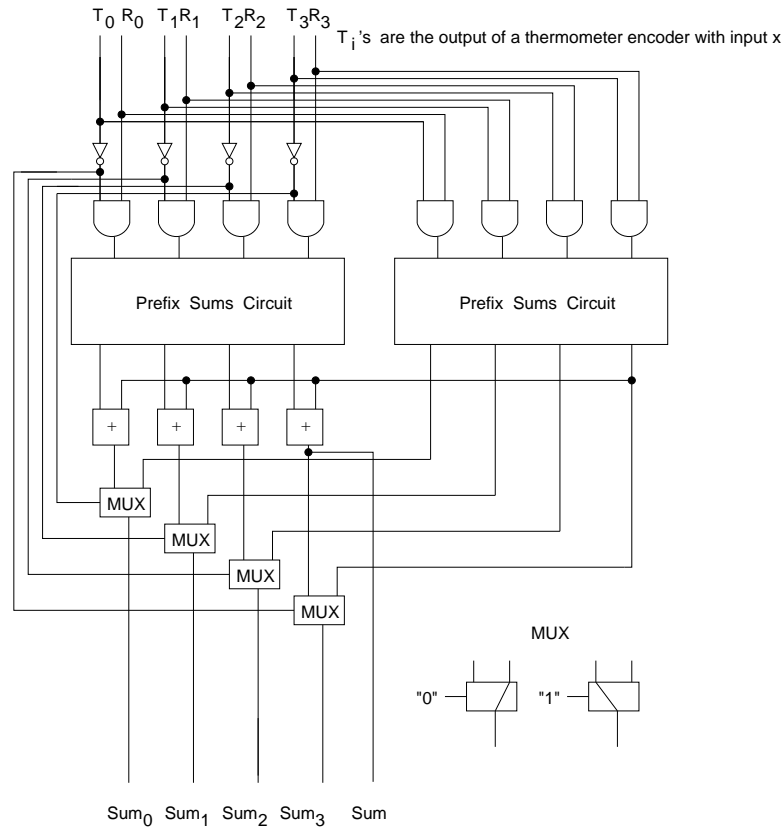 T0 R0 T1R1 T2R2 T3R3
Ti's are the output of a thermometer encoder with input x
Prefix Sums Circuit Prefix Sums Circuit
+ + + +
MUX
MUX
MUX
MUX
MUX
"0" "1"
Sum0 Sum1 Sum2 Sum3 Sum